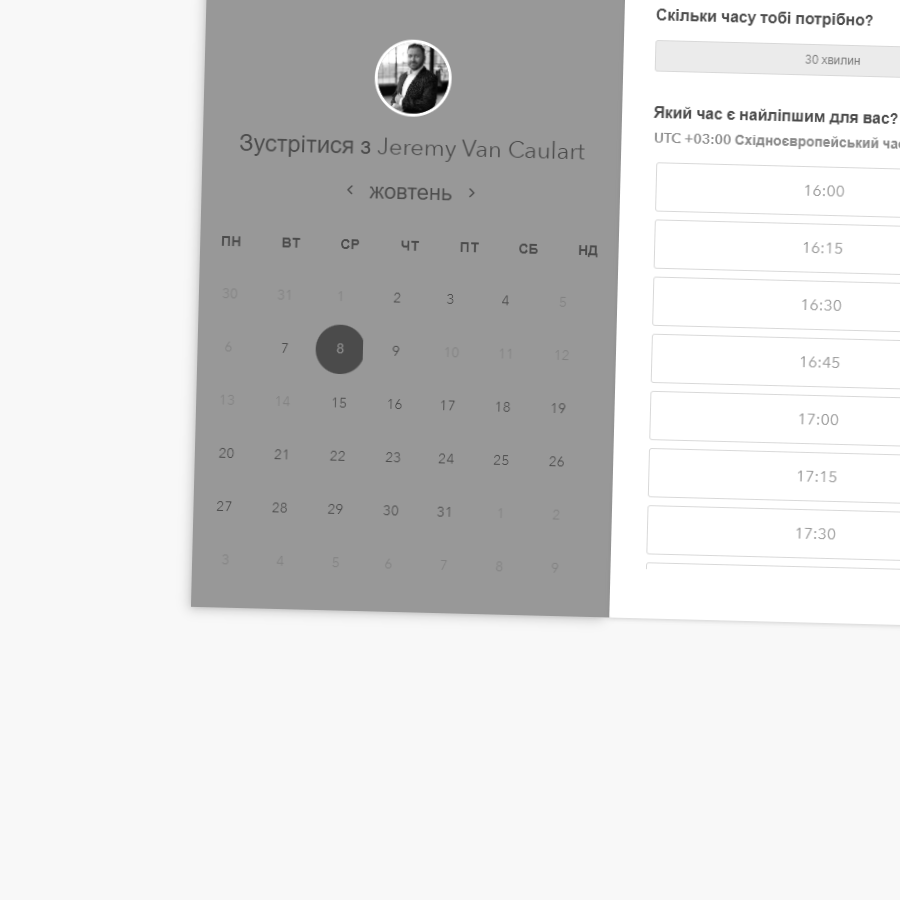 Зустрітися з Jeremy Van Caulart
жовтень
ПН ВТ СР ЧТ ПТ СБ НД
30 31 1 2 3 4 5
6 7 8 9 10 11 12
13 14 15 16 17 18 19
20 21 22 23 24 25 26
27 28 29 30 31 1 2
3 4 5 6 7 8 9
Скільки часу тобі потрібно?
30 хвилин
Який час є найліпшим для вас?
UTC +03:00 Східноєвропейський
16:00
16:15
16:30
16:45
17:00
17:15
17:30